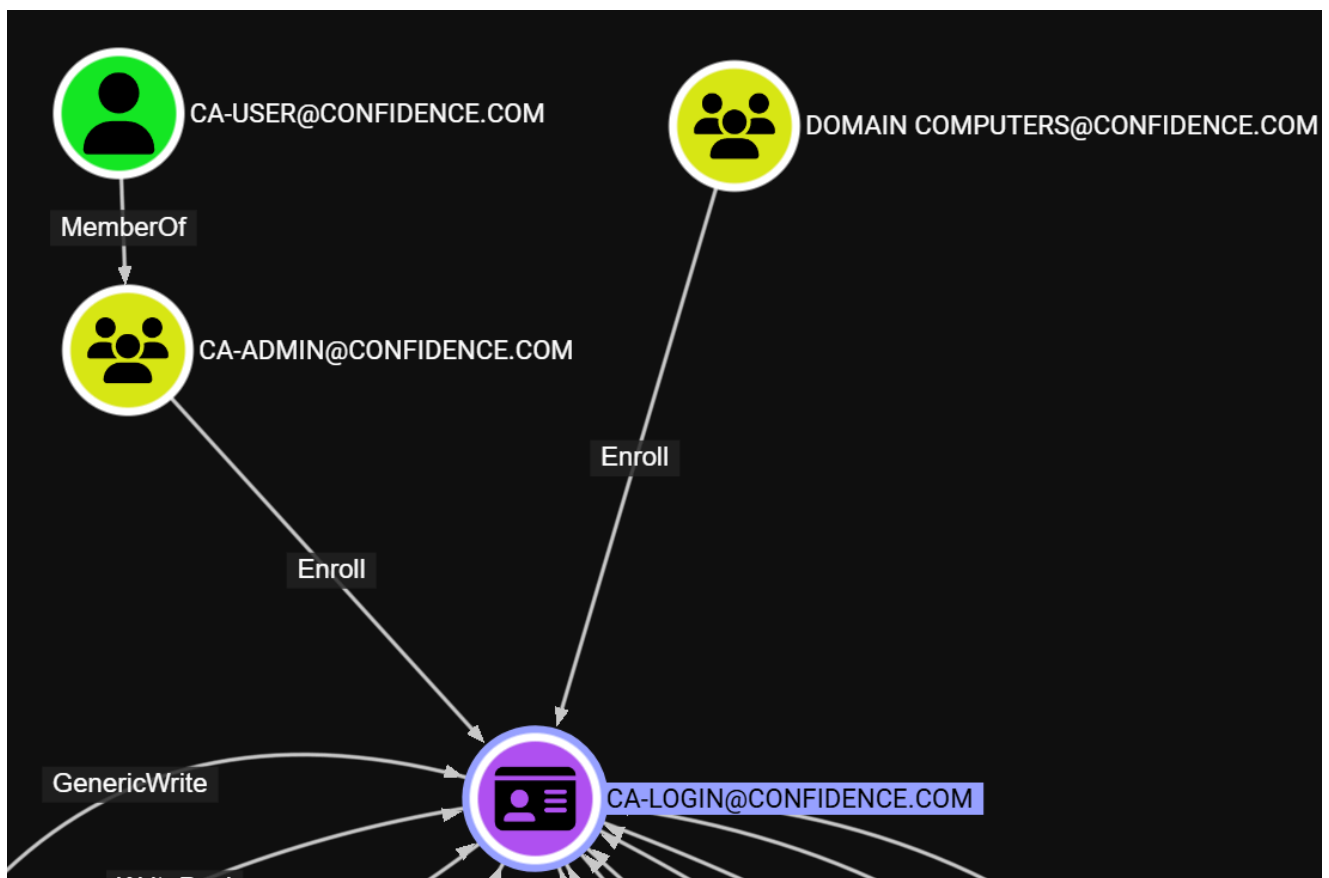 CA-USER@CONFIDENCE.COM
DOMAIN COMPUTERS@CONFIDENCE.COM
MemberOf
CA-ADMIN@CONFIDENCE.COM
Enroll
Enroll
GenericWrite
CA-LOGIN@CONFIDENCE.COM